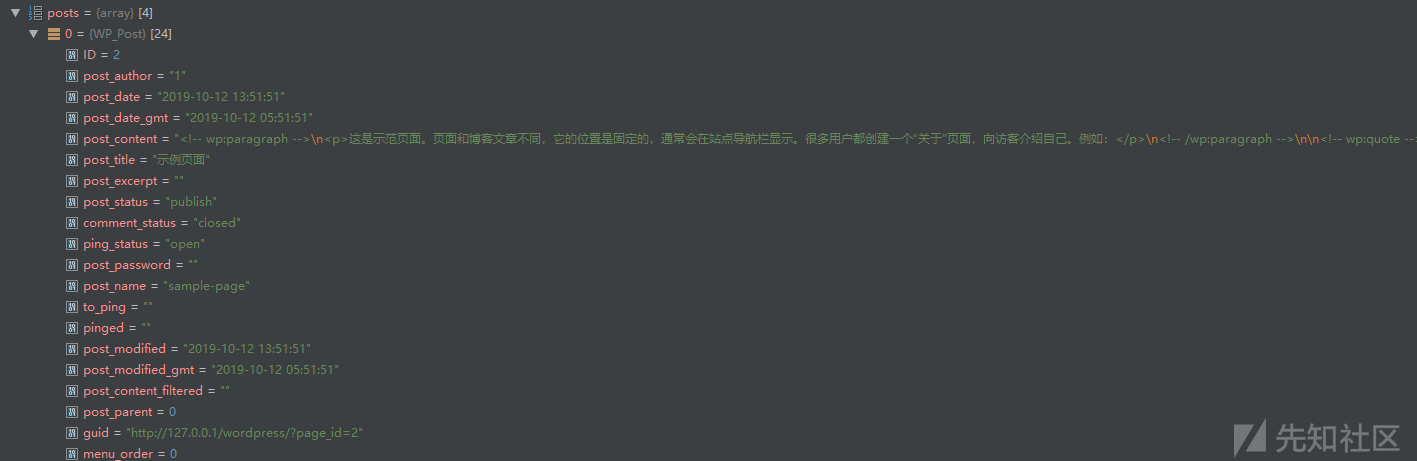 posts = {array} [4]
0 = {WP_Post} [24]
ID = 2
post_author = "1"
post_date = "2019-10-12 13:51:51"
post_date_gmt = "2019-10-12 05:51:51"
post_content = "<!-- wp:paragraph -->\n<p>这是示范页面。页面和博客文章不同，它的位置是固定的，通常会在站点导航栏显示。很多用户都创建一个“关于”页面，向访客介绍自己。例如：</p>\n<!-- /wp:paragraph -->\n\n<!-- wp:quote --
post_title = "示例页面"
post_excerpt = ""
post_status = "publish"
comment_status = "closed"
ping_status = "open"
post_password = ""
post_name = "sample-page"
to_ping = ""
pinged = ""
post_modified = "2019-10-12 13:51:51"
post_modified_gmt = "2019-10-12 05:51:51"
post_content_filtered = ""
post_parent = 0
guid = "http://127.0.0.1/wordpress/?page_id=2"
menu_order = 0
先知社区